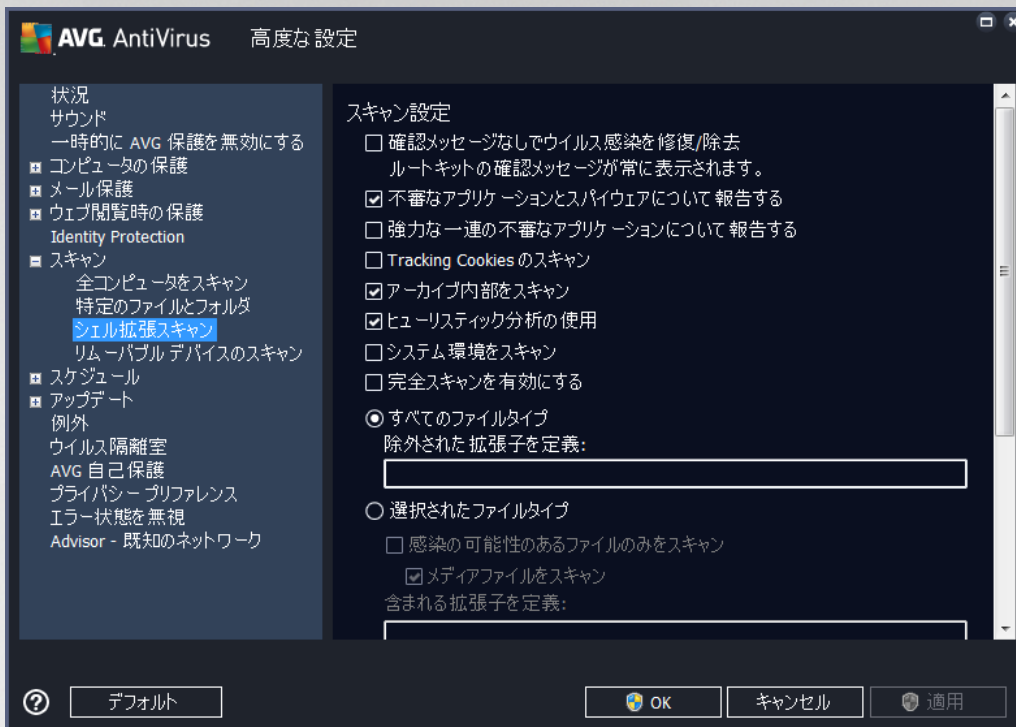 AVG AntiVirus 高度な設定
状況
サウンド
一時的に AVG 保護を無効にする
コンピュータの保護
メール保護
ウェブ閲覧時の保護
Identity Protection
スキャン
全コンピュータをスキャン
特定のファイルとフォルダ
シェル拡張スキャン
リムーバブル デバイスのスキャン
スケジュール
アップデート
例外
ウイルス隔離室
AVG 自己保護
プライバシー プリファレンス
エラー状態を無視
Advisor - 既知のネットワーク
スキャン設定
確認メッセージなしでウイルス感染を修復/除去
ルートキットの確認メッセージが常に表示されます。
不審なアプリケーションとスパイウェアについて報告する
強力な一連の不審なアプリケーションについて報告する
Tracking Cookies のスキャン
アーカイブ内部をスキャン
ヒューリスティック分析の使用
システム環境をスキャン
完全スキャンを有効にする
すべてのファイルタイプ
除外された拡張子を定義:
選択されたファイルタイプ
感染の可能性のあるファイルのみをスキャン
メディアファイルをスキャン
含まれる拡張子を定義:
? デフォルト OK キャンセル 適用